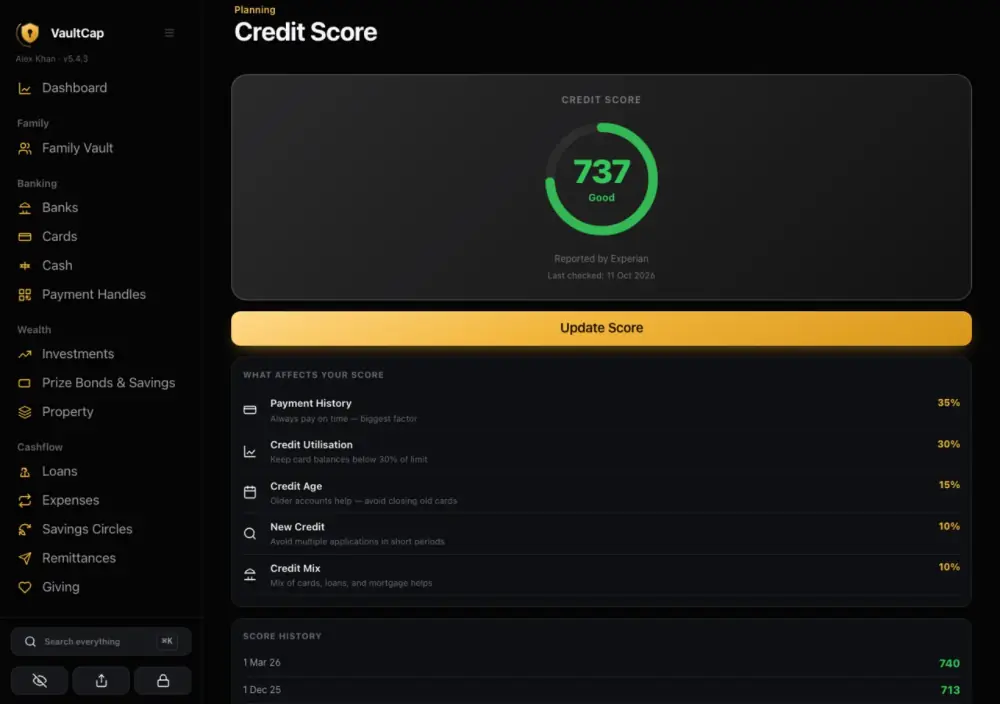 VaultCap
Alex Khan · v5.4.3
Dashboard
Family
Family Vault
Banking
Banks
Cards
Cash
Payment Handles
Wealth
Investments
Prize Bonds & Savings
Property
Cashflow
Loans
Expenses
Savings Circles
Remittances
Giving
Search everything ⌘K
Planning
Credit Score
CREDIT SCORE
737
Good
Reported by Experian
Last checked: 11 Oct 2026
Update Score
WHAT AFFECTS YOUR SCORE
Payment History 35%
Always pay on time — biggest factor
Credit Utilisation 30%
Keep card balances below 30% of limit
Credit Age 15%
Older accounts help — avoid closing old cards
New Credit 10%
Avoid multiple applications in short periods
Credit Mix 10%
Mix of cards, loans, and mortgage helps
SCORE HISTORY
1 Mar 26 740
1 Dec 25 713